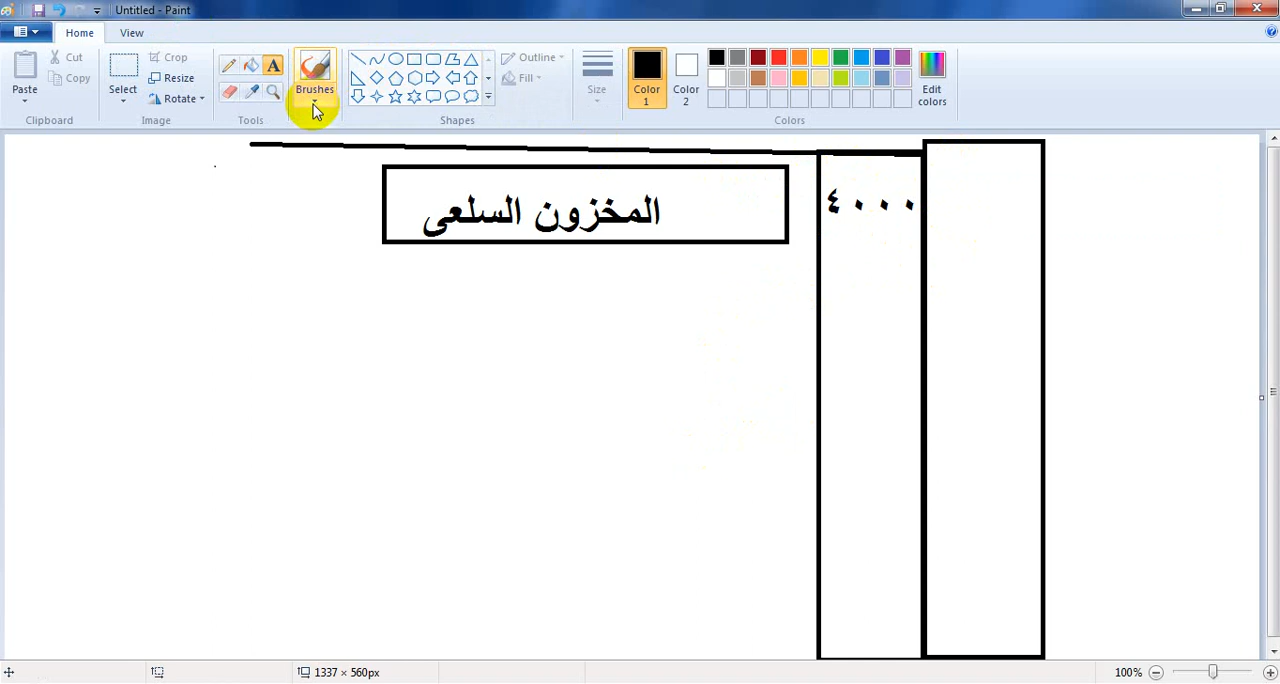 Untitled - Paint
Home
View
Paste
Cut
Copy
Clipboard
Select
Crop
Resize
Rotate
Image
A
Tools
Brushes
Shapes
Outline
Fill
Size
Color 1
Color 2
Edit colors
Colors
المخزون السلعى
٤٠٠٠
1337 × 560px
100%